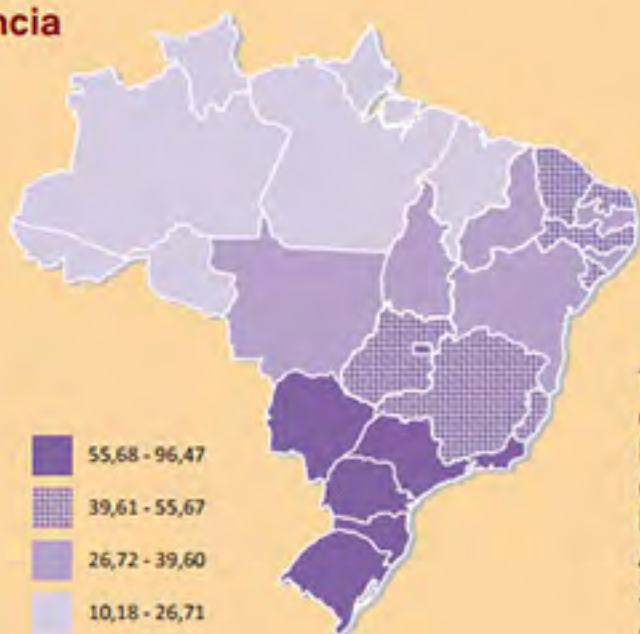 ncia
55,68 - 96,47
39,61 - 55,67
26,72 - 39,60
10,18 - 26,71